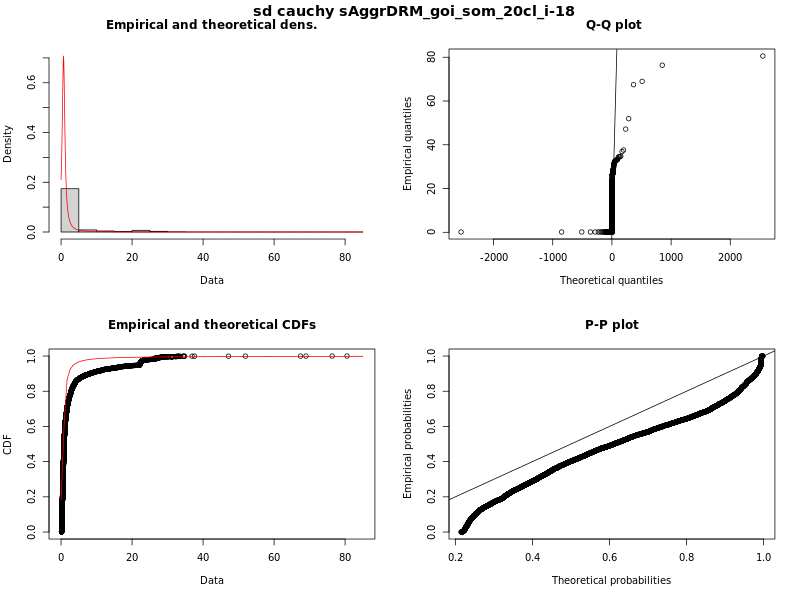 sd cauchy sAggrDRM_goi_som_20cl_i-18
Empirical and theoretical dens.
Density
0.0 0.2 0.4 0.6
0 20 40 60 80
Data
Q-Q plot
Empirical quantiles
0 20 40 60 80
-2000 -1000 0 1000 2000
Theoretical quantiles
Empirical and theoretical CDFs
CDF
0.0 0.2 0.4 0.6 0.8 1.0
0 20 40 60 80
Data
P-P plot
Empirical probabilities
0.0 0.2 0.4 0.6 0.8 1.0
0.2 0.4 0.6 0.8 1.0
Theoretical probabilities